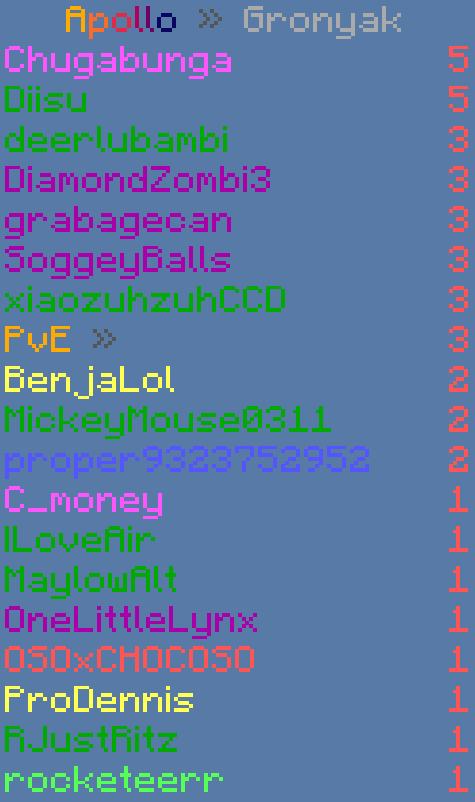 Apollo » Gronyak
Chugabunga 5
Diisu 5
deerlubambi 3
DiamondZombi3 3
grabagecan 3
SoggeyBalls 3
xiaozuhzuhCCD 3
PvE » 3
BenjaLol 2
MickeyMouse0311 2
proper9323752952 2
C_money 1
ILoveAir 1
MaylowAlt 1
OneLittleLynx 1
OSOxCHOCOSO 1
ProDennis 1
RJustRitz 1
rocketeerr 1